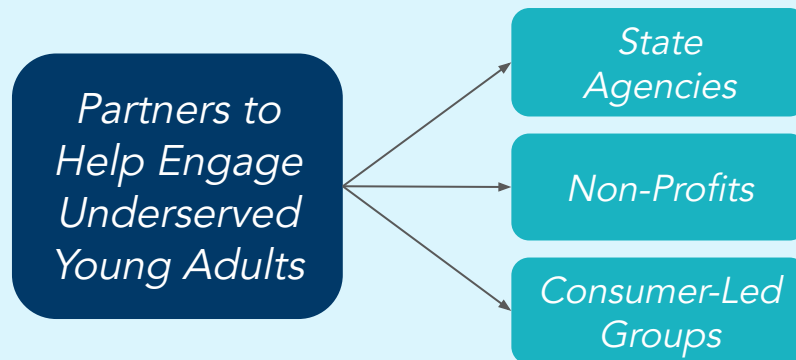 Partners to
Help Engage
Underserved
Young Adults
State
Agencies
Non-Profits
Consumer-Led
Groups